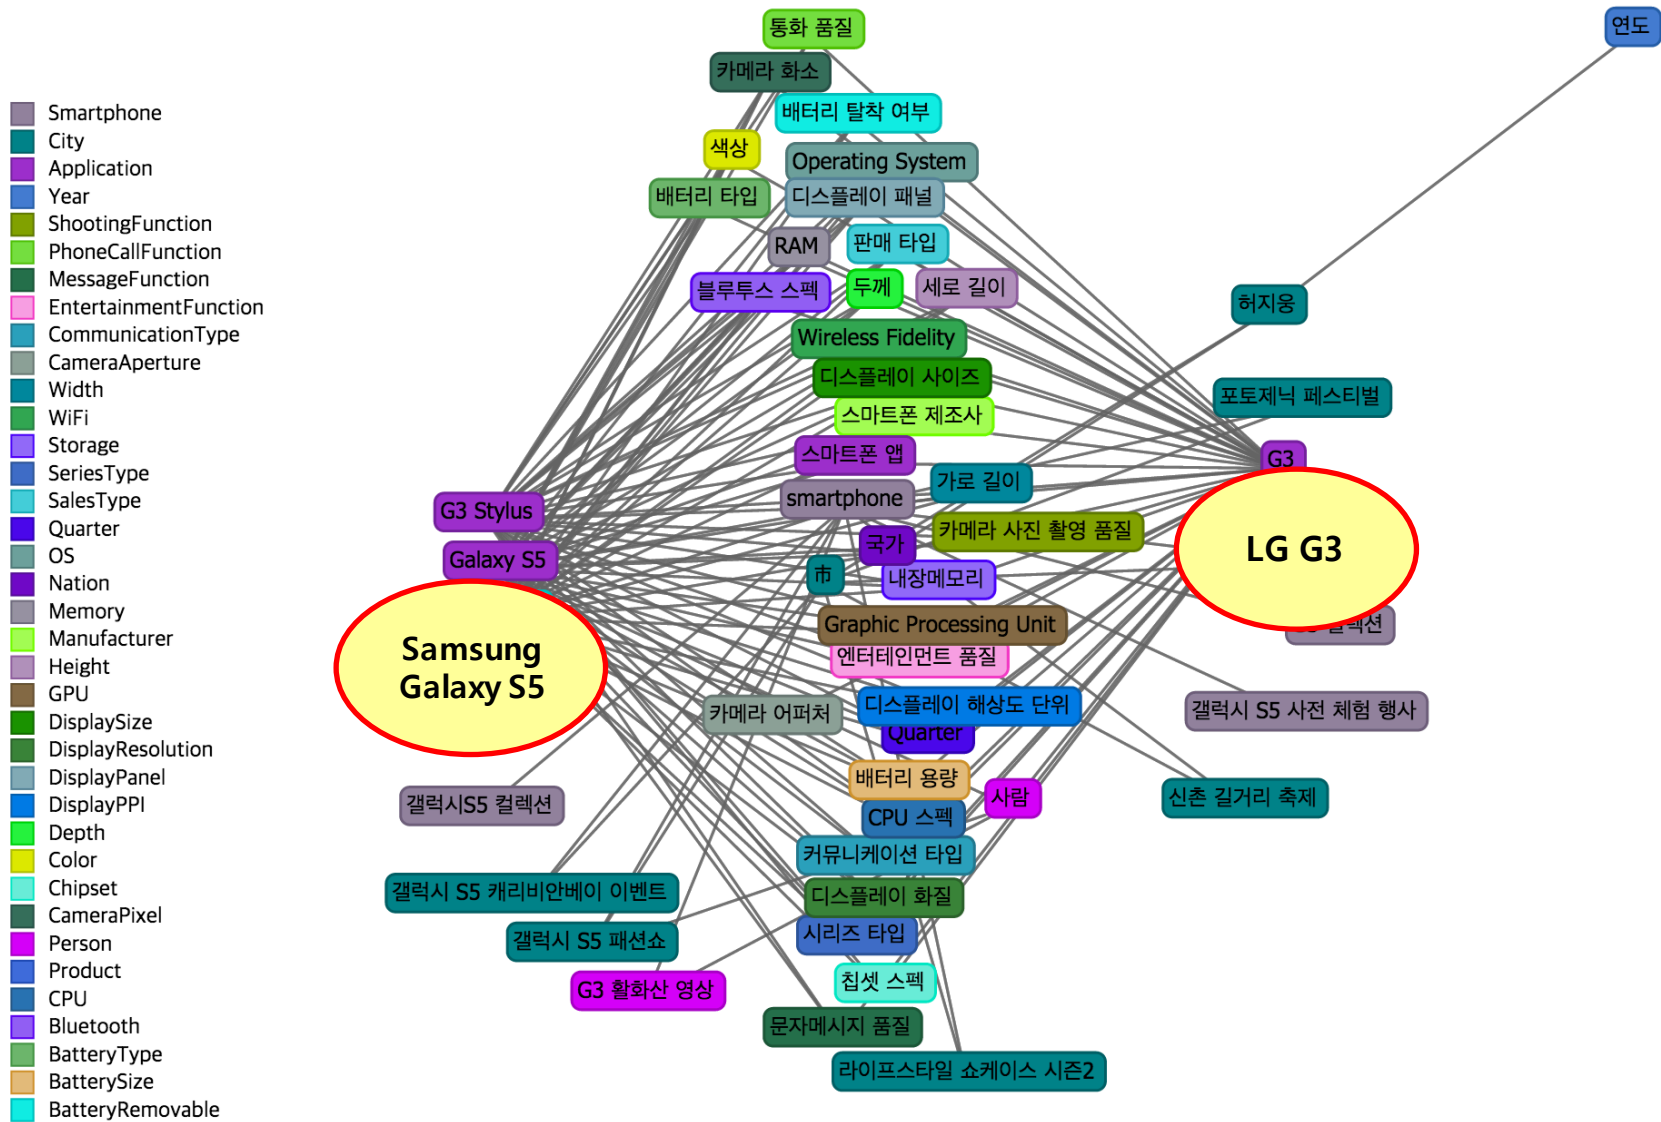 통화 품질
연도
카메라 화소
Smartphone
City
Application
Year
ShootingFunction
PhoneCallFunction
MessageFunction
EntertainmentFunction
CommunicationType
CameraAperture
Width
WiFi
Storage
SeriesType
SalesType
Quarter
OS
Nation
Memory
Manufacturer
Height
GPU
DisplaySize
DisplayResolution
DisplayPanel
DisplayPPI
Depth
Color
Chipset
CameraPixel
Person
Product
CPU
Bluetooth
BatteryType
BatterySize
BatteryRemovable
배터리 탈착 여부
색상
Operating System
배터리 타입
디스플레이 패널
RAM
판매 타입
블루투스 스펙
두께
세로 길이
허지웅
Wireless Fidelity
디스플레이 사이즈
포토제닉 페스티벌
스마트폰 제조사
스마트폰 앱
G3
가로 길이
smartphone
G3 Stylus
카메라 사진 촬영 품질
국가
Galaxy S5
LG G3
市
내장메모리
Graphic Processing Unit
컬렉션
엔터테인먼트 품질
Samsung
Galaxy S5
디스플레이 해상도 단위
갤럭시 S5 사전 체험 행사
카메라 어퍼처
Quarter
배터리 용량
사람
신촌 길거리 축제
갤럭시S5 컬렉션
CPU 스펙
커뮤니케이션 타입
갤럭시 S5 캐리비안베이 이벤트
디스플레이 화질
시리즈 타입
갤럭시 S5 패션쇼
칩셋 스펙
G3 활화산 영상
문자메시지 품질
라이프스타일 쇼케이스 시즌2